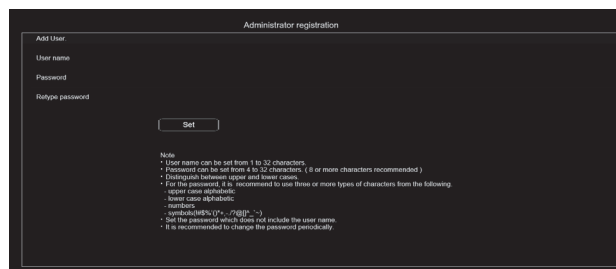 Administrator registration
Add User.
User name
Password
Retype password
Set
Note
・User name can be set from 1 to 32 characters.
・Password can be set from 4 to 32 characters. ( 8 or more characters recommended )
・Distinguish between upper and lower cases.
・For the password, it is recommend to use three or more types of characters from the following.
- upper case alphabetic
- lower case alphabetic
- numbers
- symbols(!#$%'()*+,-./?@[]^_`~)
・Set the password which does not include the user name.
・It is recommended to change the password periodically.